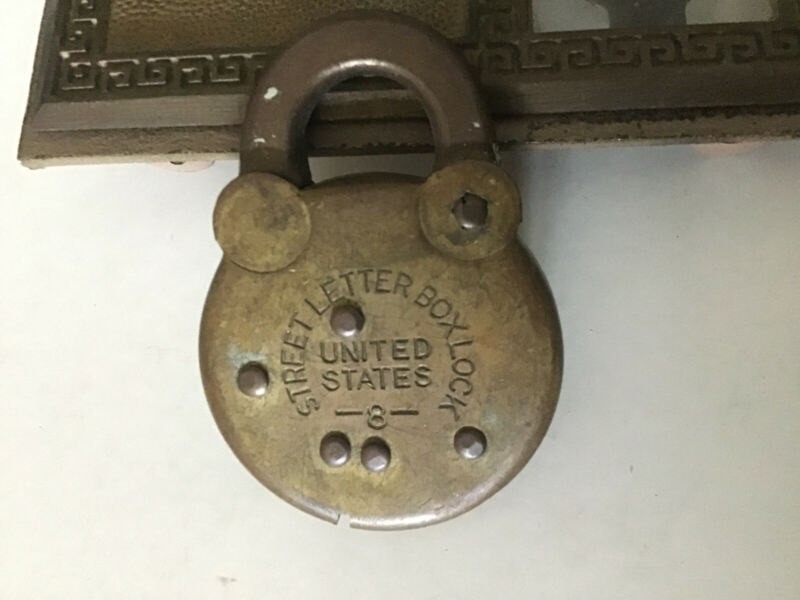 STREET LETTER BOX LOCK
UNITED
STATES
—8—